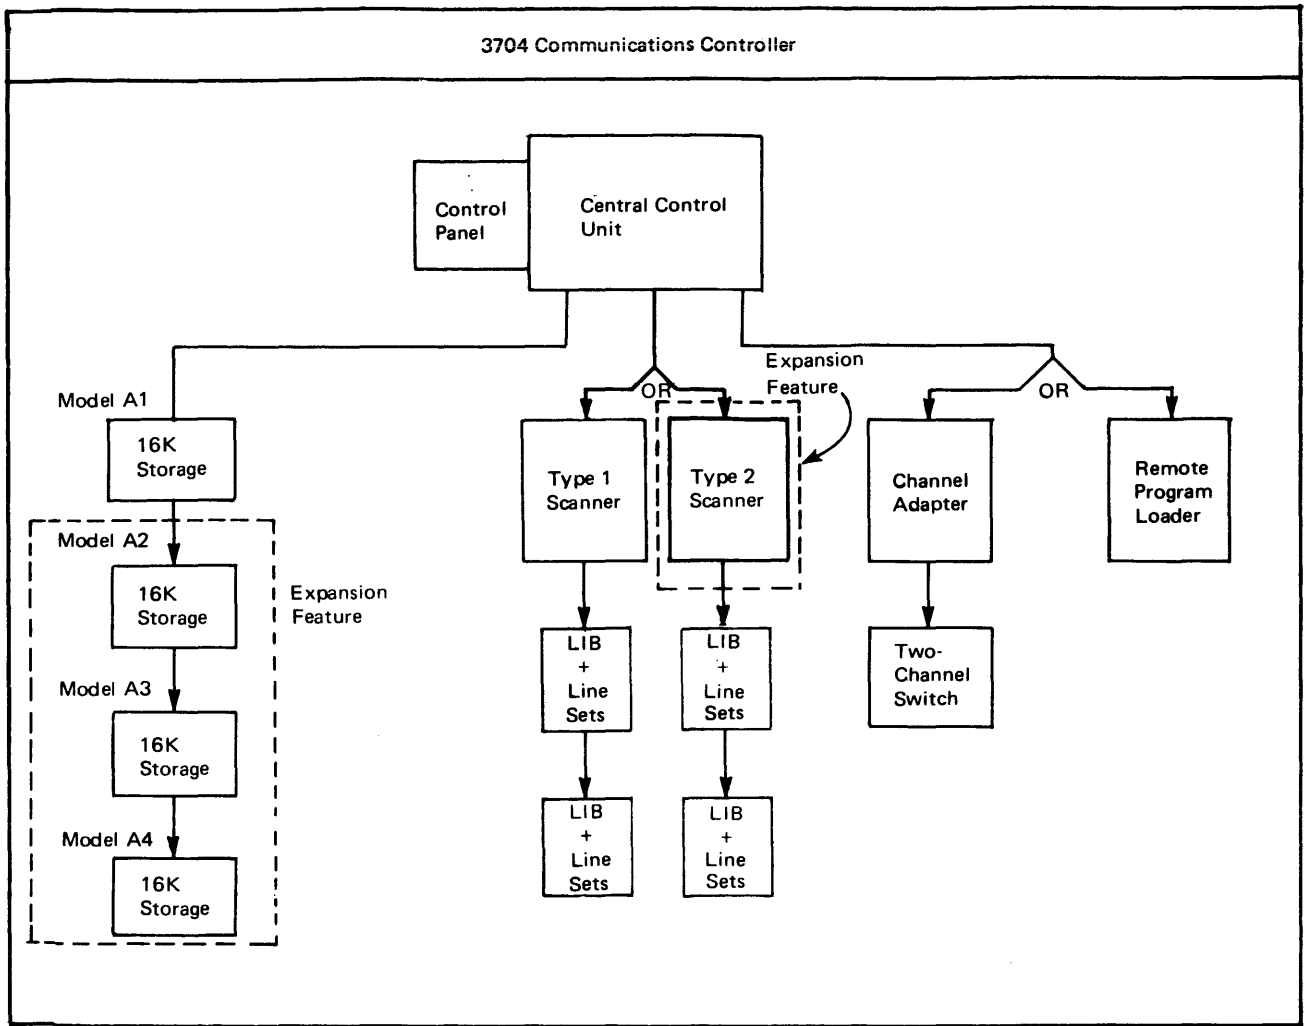 3704 Communications Controller
Control
Panel
Central Control
Unit
Expansion
Feature
OR
OR
Model A1
16K
Storage
Type 1
Scanner
Type 2
Scanner
Channel
Adapter
Remote
Program
Loader
Model A2
16K
Storage
Expansion
Feature
LIB
+
Line
Sets
LIB
+
Line
Sets
Two-
Channel
Switch
Model A3
16K
Storage
Model A4
16K
Storage
LIB
+
Line
Sets
LIB
+
Line
Sets